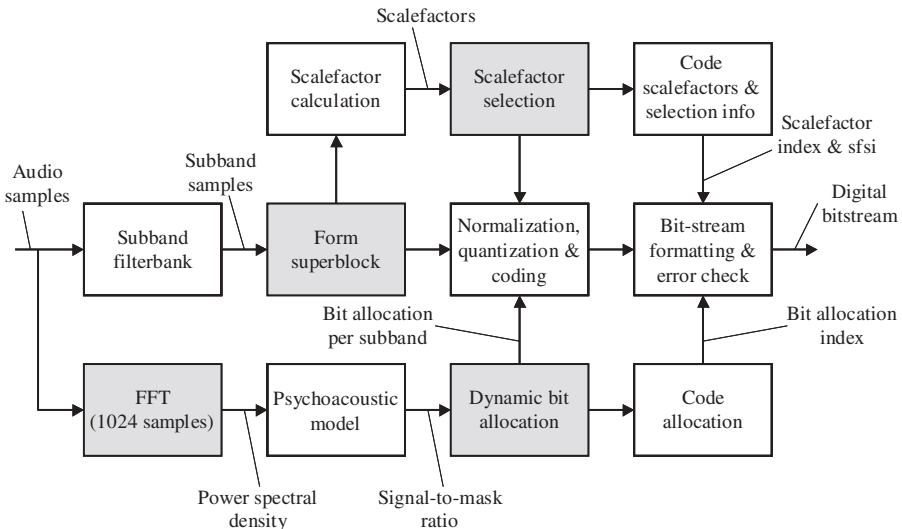 Scalefactors
Scalefactor
calculation
Scalefactor
selection
Code
scalefactors &
selection info
Scalefactor
index & sfsi
Audio
samples
Subband
samples
Digital
bitstream
Subband
filterbank
Form
superblock
Normalization,
quantization &
coding
Bit-stream
formatting &
error check
Bit allocation
per subband
Bit allocation
index
FFT
(1024 samples)
Psychoacoustic
model
Dynamic bit
allocation
Code
allocation
Power spectral
density
Signal-to-mask
ratio